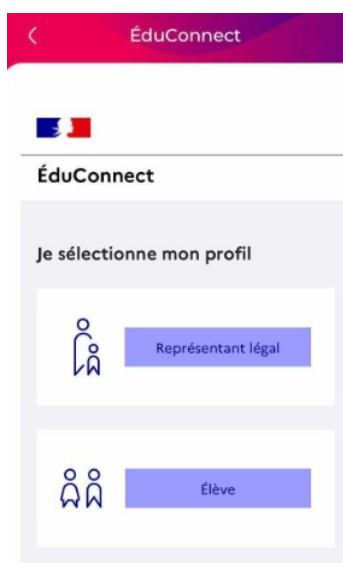 ÉduConnect
ÉduConnect
Je sélectionne mon profil
Représentant légal
Élève